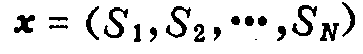 x = (S₁,S₂,⋯,S_N)